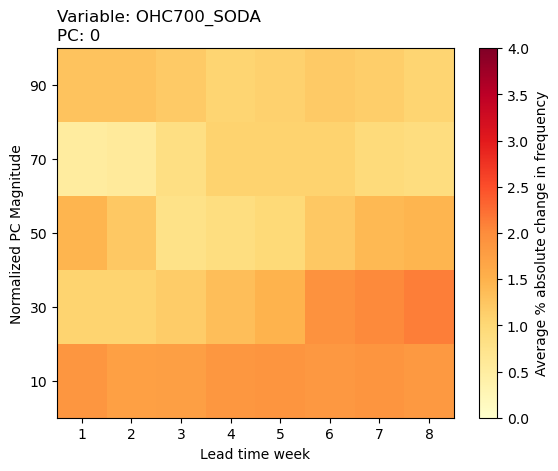 Variable: OHC700_SODA
PC: 0
Normalized PC Magnitude
90
70
50
30
10
1 2 3 4 5 6 7 8
Lead time week
4.0
3.5
3.0
2.5
2.0
1.5
1.0
0.5
0.0
Average % absolute change in frequency